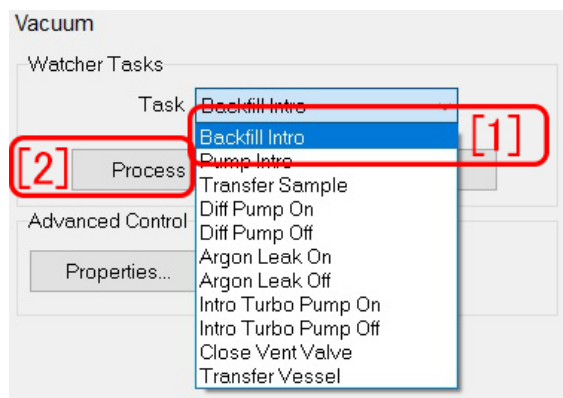 Vacuum
Watcher Tasks
Task Backfill Intro
Backfill Intro [1]
[2] Process Pump Intro
Transfer Sample
Diff Pump On
Advanced Control Diff Pump Off
Argon Leak On
Properties... Argon Leak Off
Intro Turbo Pump On
Intro Turbo Pump Off
Close Vent Valve
Transfer Vessel